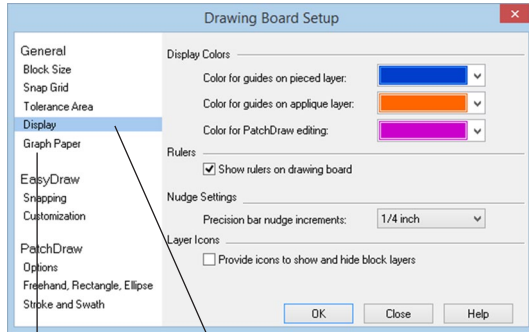 Drawing Board Setup
General
Block Size
Snap Grid
Tolerance Area
Display
Graph Paper
EasyDraw
Snapping
Customization
PatchDraw
Options
Freehand, Rectangle, Ellipse
Stroke and Swath
Display Colors
Color for guides on pieced layer:
Color for guides on applique layer:
Color for PatchDraw editing:
Rulers
Show rulers on drawing board
Nudge Settings
Precision bar nudge increments: 1/4 inch
Layer Icons
Provide icons to show and hide block layers
OK Close Help